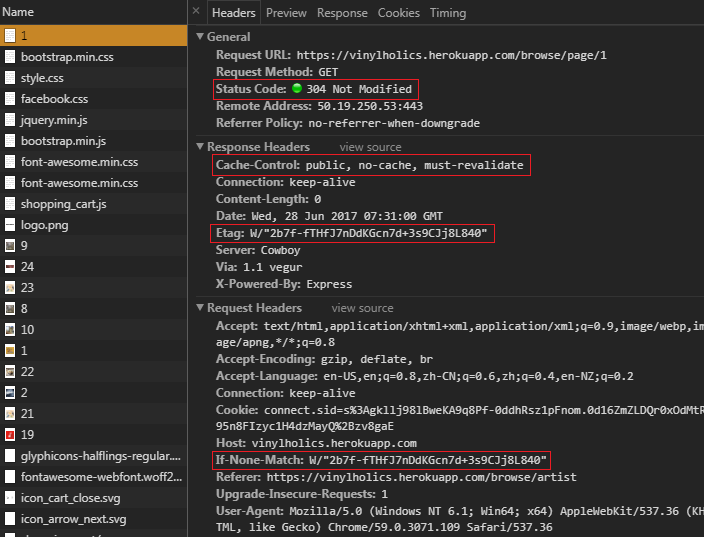 Name
1
bootstrap.min.css
style.css
facebook.css
jquery.min.js
bootstrap.min.js
font-awesome.min.css
font-awesome.min.css
shopping_cart.js
logo.png
9
24
23
8
10
1
22
2
21
19
glyphicons-halflings-regular....
fontawesome-webfont.woff2...
icon_cart_close.svg
icon_arrow_next.svg
× Headers Preview Response Cookies Timing
▼ General
Request URL: https://vinylholics.herokuapp.com/browse/page/1
Request Method: GET
Status Code: 304 Not Modified
Remote Address: 50.19.250.53:443
Referrer Policy: no-referrer-when-downgrade
▼ Response Headers view source
Cache-Control: public, no-cache, must-revalidate
Connection: keep-alive
Content-Length: 0
Date: Wed, 28 Jun 2017 07:31:00 GMT
Etag: W/"2b7f-fTHfJ7nDdKGcn7d+3s9CJj8L840"
Server: Cowboy
Via: 1.1 vegur
X-Powered-By: Express
▼ Request Headers view source
Accept: text/html,application/xhtml+xml,application/xml;q=0.9,image/webp,im
age/apng,*/*;q=0.8
Accept-Encoding: gzip, deflate, br
Accept-Language: en-US,en;q=0.8,zh-CN;q=0.6,zh;q=0.4,en-NZ;q=0.2
Connection: keep-alive
Cookie: connect.sid=s%3Agkllj98lBweKA9q8Pf-0ddhRsz1pFnom.0d16ZmZLDQr0xOdMtR
95n8FIzyc1H4dzMayQ%2Bzv8gaE
Host: vinylholics.herokuapp.com
If-None-Match: W/"2b7f-fTHfJ7nDdKGcn7d+3s9CJj8L840"
Referer: https://vinylholics.herokuapp.com/browse/artist
Upgrade-Insecure-Requests: 1
User-Agent: Mozilla/5.0 (Windows NT 6.1; Win64; x64) AppleWebKit/537.36 (KH
TML, like Gecko) Chrome/59.0.3071.109 Safari/537.36